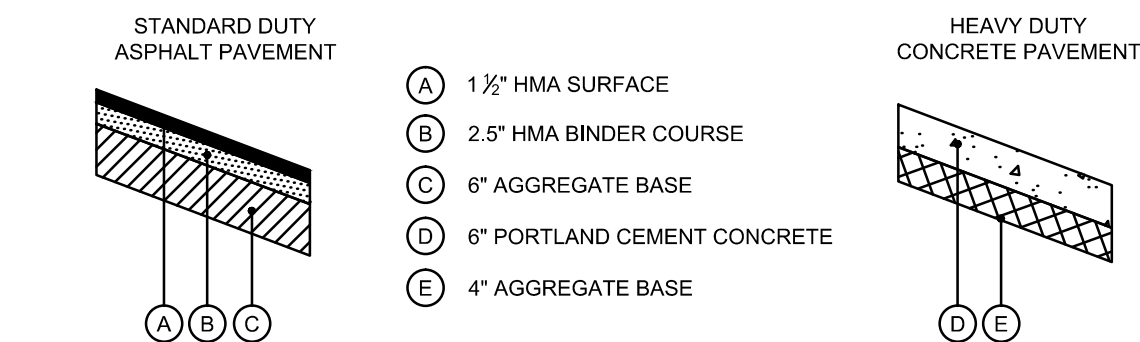 STANDARD DUTY
ASPHALT PAVEMENT
A 1 ½" HMA SURFACE
B 2.5" HMA BINDER COURSE
C 6" AGGREGATE BASE
D 6" PORTLAND CEMENT CONCRETE
E 4" AGGREGATE BASE
HEAVY DUTY
CONCRETE PAVEMENT
A B C
D E